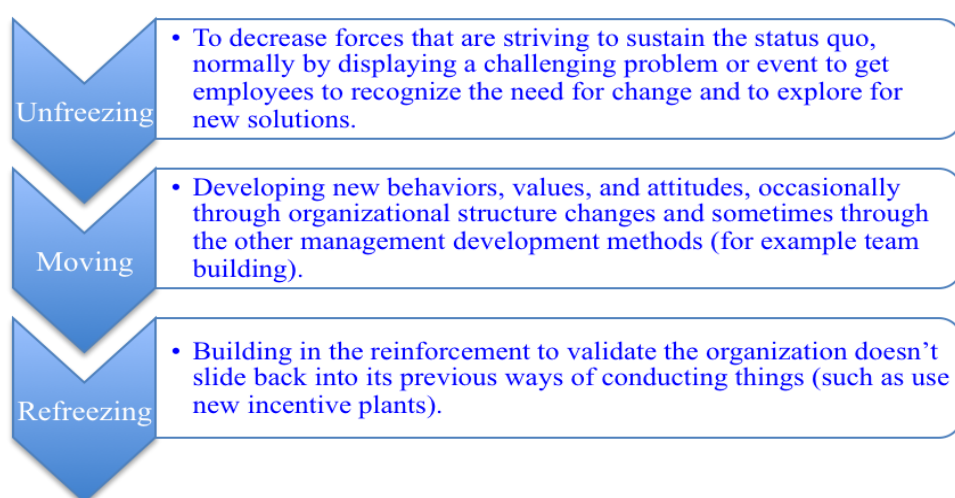 Unfreezing
• To decrease forces that are striving to sustain the status quo,
normally by displaying a challenging problem or event to get
employees to recognize the need for change and to explore for
new solutions.
Moving
• Developing new behaviors, values, and attitudes, occasionally
through organizational structure changes and sometimes through
the other management development methods (for example team
building).
Refreezing
• Building in the reinforcement to validate the organization doesn't
slide back into its previous ways of conducting things (such as use
new incentive plants).